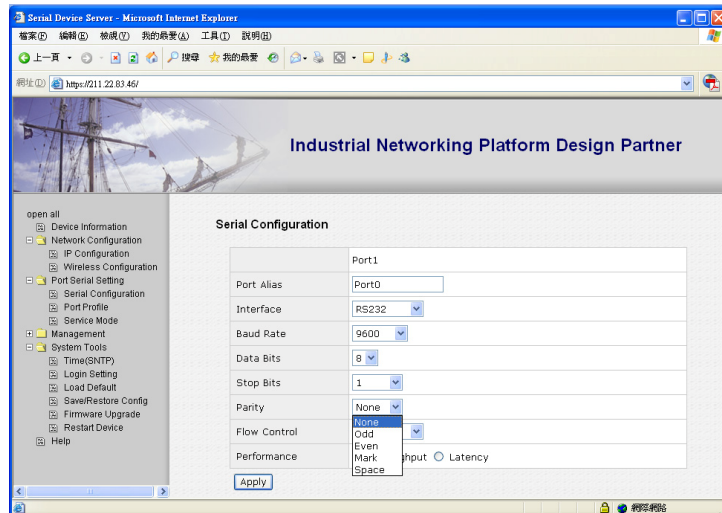 Serial Device Server - Microsoft Internet Explorer
檔案(F) 編輯(E) 檢視(V) 我的最愛(A) 工具(T) 說明(H)
上一頁 搜尋 我的最愛
網址(D) https://211.22.83.46/
Industrial Networking Platform Design Partner
open all
Device Information
Network Configuration
IP Configuration
Wireless Configuration
Port Serial Setting
Serial Configuration
Port Profile
Service Mode
Management
System Tools
Time(SNTP)
Login Setting
Load Default
Save/Restore Config
Firmware Upgrade
Restart Device
Help
Serial Configuration
Port1
Port Alias Port0
Interface RS232
Baud Rate 9600
Data Bits 8
Stop Bits 1
Parity None
None
Odd
Even
Mark
Space
Flow Control
Performance hput Latency
Apply
網際網路